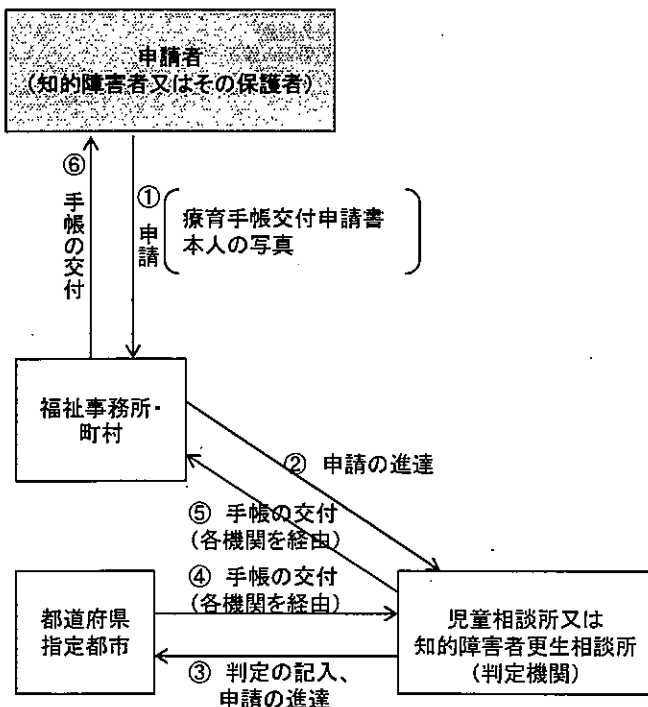 申請者
(知的障害者又はその保護者)
⑥ 手帳の交付
① 申請
療育手帳交付申請書
本人の写真
福祉事務所・
町村
② 申請の進達
⑤ 手帳の交付
(各機関を経由)
④ 手帳の交付
(各機関を経由)
都道府県
指定都市
児童相談所又は
知的障害者更生相談所
(判定機関)
③ 判定の記入、
申請の進達